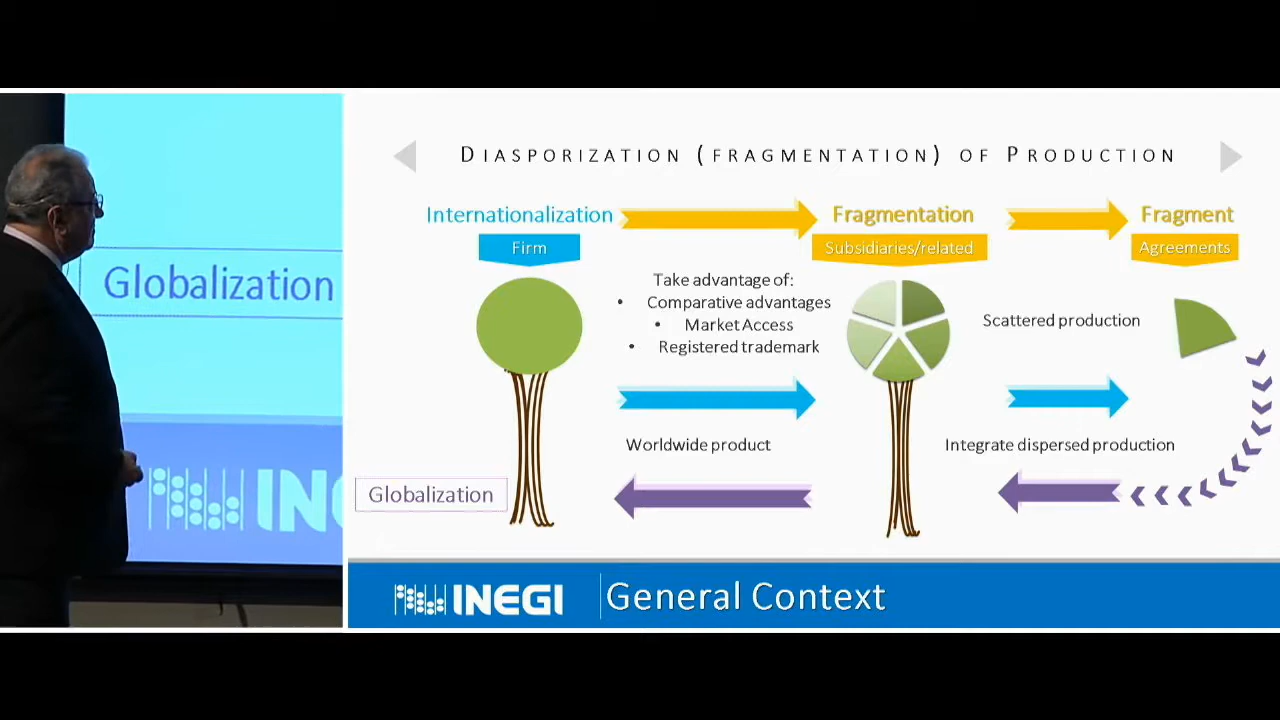 Globalization
IN
DIASPORIZATION (FRAGMENTATION) OF PRODUCTION
Internationalization
Fragmentation
Fragment
Firm
Subsidiaries/related
Agreements
Take advantage of:
• Comparative advantages
• Market Access
• Registered trademark
Scattered production
Worldwide product
Integrate dispersed production
Globalization
INEGI
General Context